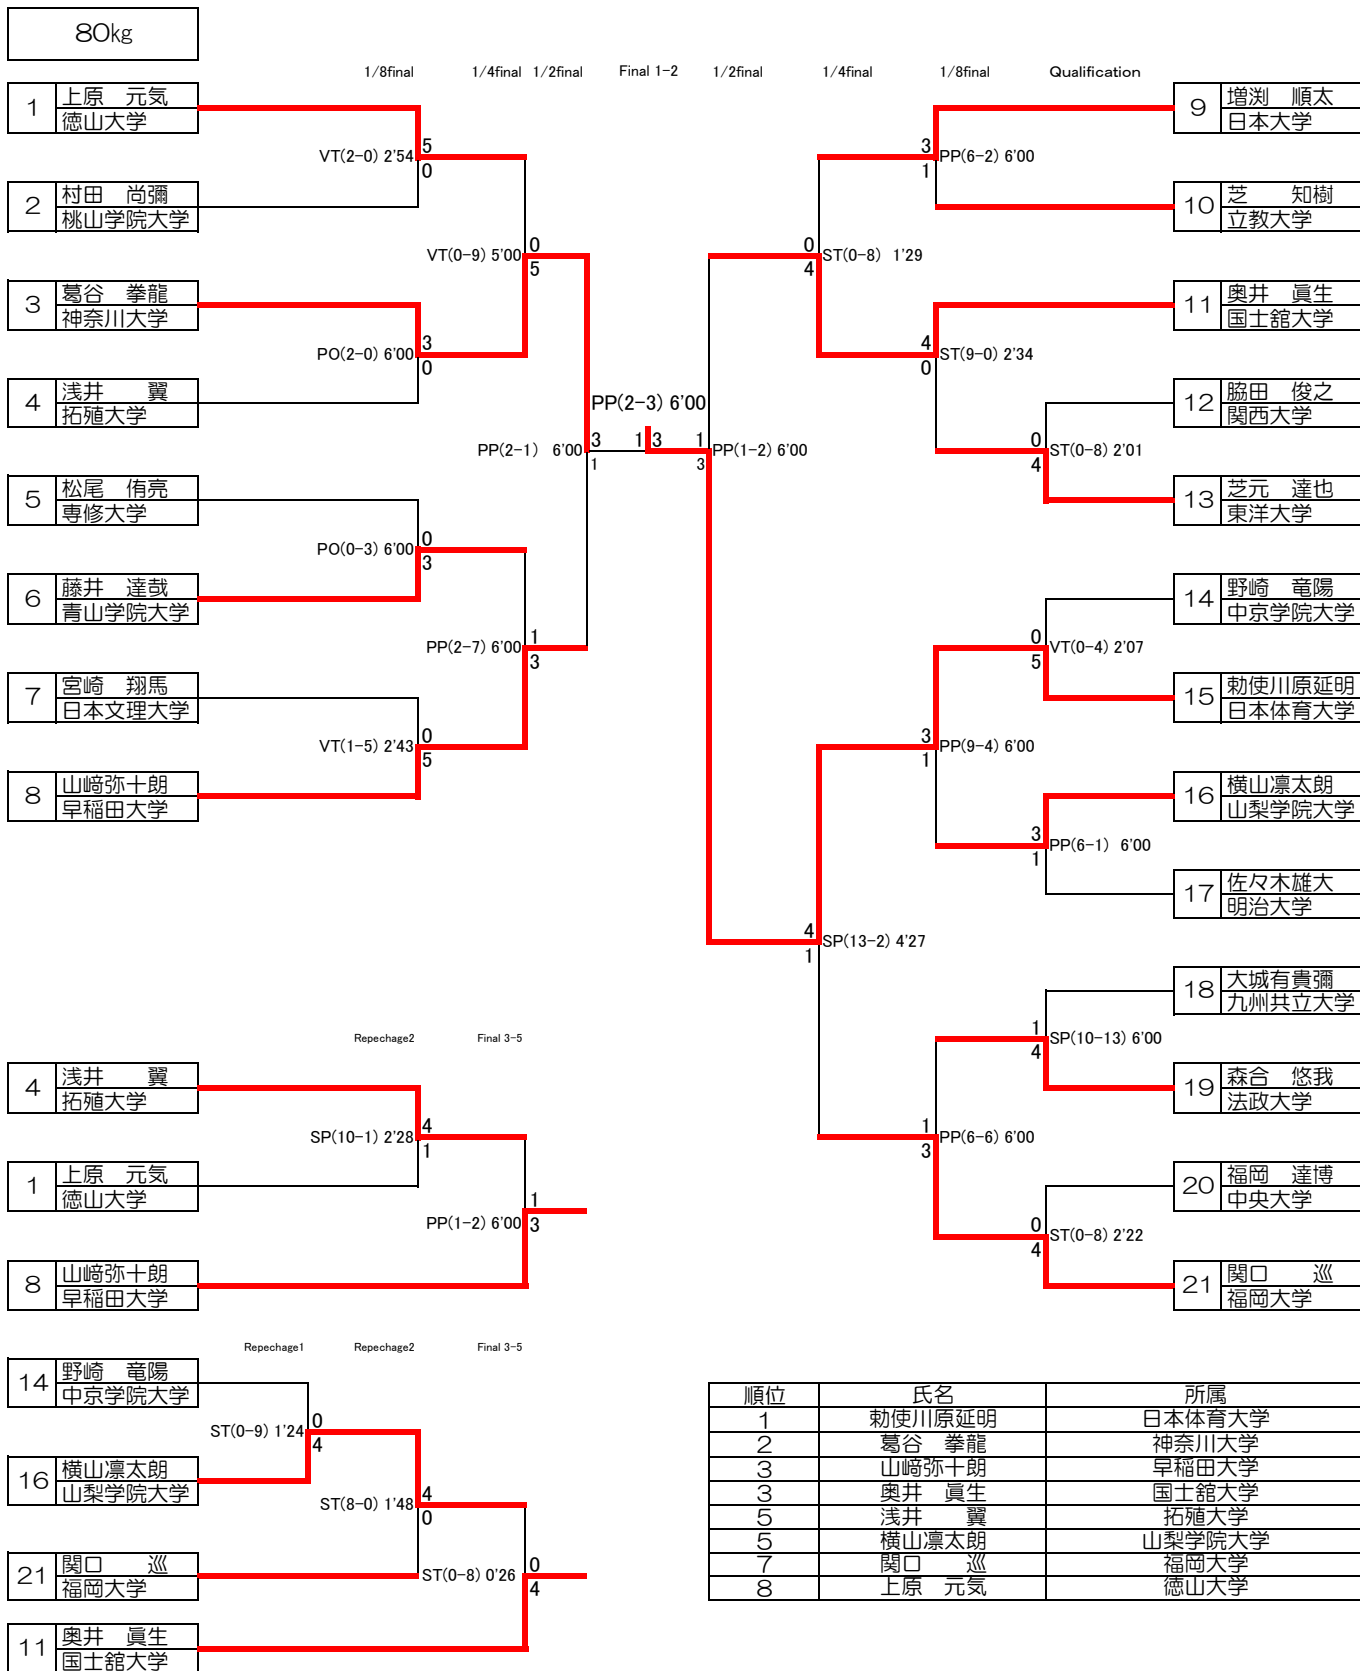 80kg
1/8final 1/4final 1/2final Final 1-2 1/2final 1/4final 1/8final Qualification
1 上原 元気
徳山大学
VT(2-0) 2'54 5
0
2 村田 尚彌
桃山学院大学
VT(0-9) 5'00 0
5
3 葛谷 拳龍
神奈川大学
PO(2-0) 6'00 3
0
4 浅井 翼
拓殖大学
PP(2-1) 6'00 3
1
5 松尾 侑亮
専修大学
PO(0-3) 6'00 0
3
6 藤井 達哉
青山学院大学
PP(2-7) 6'00 1
3
7 宮崎 翔馬
日本文理大学
VT(1-5) 2'43 0
5
8 山﨑弥十朗
早稲田大学
PP(2-3) 6'00
1 3
9 増渕 順太
日本大学
3 PP(6-2) 6'00
1
10 芝 知樹
立教大学
0 ST(0-8) 1'29
4
11 奥井 眞生
国士舘大学
4 ST(9-0) 2'34
0
12 脇田 俊之
関西大学
0 ST(0-8) 2'01
4
13 芝元 達也
東洋大学
1 PP(1-2) 6'00
3
14 野崎 竜陽
中京学院大学
0 VT(0-4) 2'07
5
15 勅使川原延明
日本体育大学
3 PP(9-4) 6'00
1
16 横山凛太朗
山梨学院大学
3 PP(6-1) 6'00
1
17 佐々木雄大
明治大学
4 SP(13-2) 4'27
1
18 大城有貴彌
九州共立大学
1 SP(10-13) 6'00
4
19 森合 悠我
法政大学
1 PP(6-6) 6'00
3
20 福岡 達博
中央大学
0 ST(0-8) 2'22
4
21 関口 巡
福岡大学
Repechage2 Final 3-5
4 浅井 翼
拓殖大学
SP(10-1) 2'28 4
1
1 上原 元気
徳山大学
PP(1-2) 6'00 1
3
8 山﨑弥十朗
早稲田大学
Repechage1 Repechage2 Final 3-5
14 野崎 竜陽
中京学院大学
ST(0-9) 1'24 0
4
16 横山凛太朗
山梨学院大学
ST(8-0) 1'48 4
0
21 関口 巡
福岡大学
ST(0-8) 0'26 0
4
11 奥井 眞生
国士舘大学
順位 氏名 所属
1 勅使川原延明 日本体育大学
2 葛谷 拳龍 神奈川大学
3 山﨑弥十朗 早稲田大学
3 奥井 眞生 国士舘大学
5 浅井 翼 拓殖大学
5 横山凛太朗 山梨学院大学
7 関口 巡 福岡大学
8 上原 元気 徳山大学